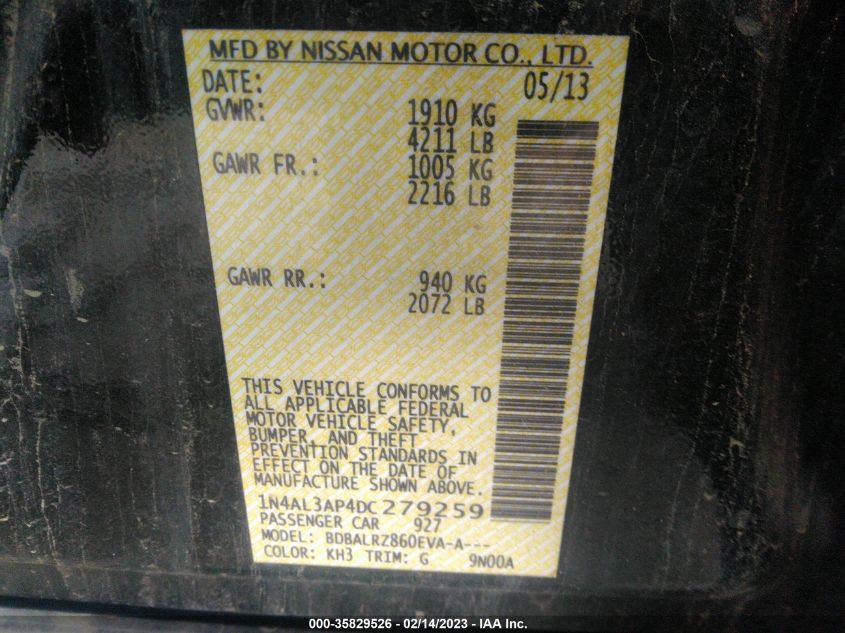 MFD BY NISSAN MOTOR CO., LTD.
DATE: 05/13
GVWR: 1910 KG
4211 LB
GAWR FR.: 1005 KG
2216 LB
GAWR RR.: 940 KG
2072 LB
THIS VEHICLE CONFORMS TO
ALL APPLICABLE FEDERAL
MOTOR VEHICLE SAFETY,
BUMPER, AND THEFT
PREVENTION STANDARDS IN
EFFECT ON THE DATE OF
MANUFACTURE SHOWN ABOVE.
1N4AL3AP4DC279259
PASSENGER CAR 927
MODEL: BDBALRZ860EVA-A---
COLOR: KH3 TRIM: G 9N00A
000-35829526 - 02/14/2023 - IAA Inc.